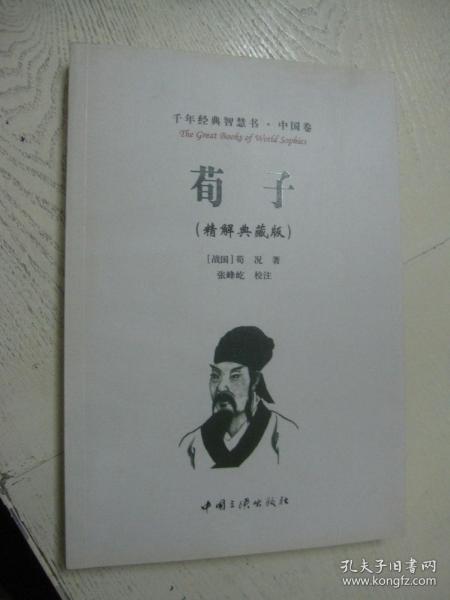 千年经典智慧书·中国卷
The Great Books of World Sophies
荀子
(精解典藏版)
[战国]荀 况 著
张峰屹 校注
中国三峡出版社
孔夫子旧书网
www.kongfz.com